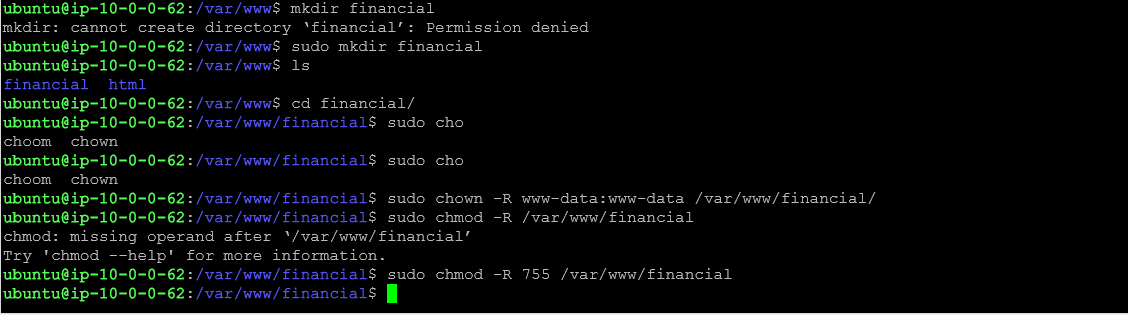 ubuntu@ip-10-0-0-62:/var/www$ mkdir financial
mkdir: cannot create directory ‘financial’: Permission denied
ubuntu@ip-10-0-0-62:/var/www$ sudo mkdir financial
ubuntu@ip-10-0-0-62:/var/www$ ls
financial  html
ubuntu@ip-10-0-0-62:/var/www$ cd financial/
ubuntu@ip-10-0-0-62:/var/www/financial$ sudo cho
choom  chown
ubuntu@ip-10-0-0-62:/var/www/financial$ sudo cho
choom  chown
ubuntu@ip-10-0-0-62:/var/www/financial$ sudo chown -R www-data:www-data /var/www/financial/
ubuntu@ip-10-0-0-62:/var/www/financial$ sudo chmod -R /var/www/financial
chmod: missing operand after ‘/var/www/financial’
Try 'chmod --help' for more information.
ubuntu@ip-10-0-0-62:/var/www/financial$ sudo chmod -R 755 /var/www/financial
ubuntu@ip-10-0-0-62:/var/www/financial$